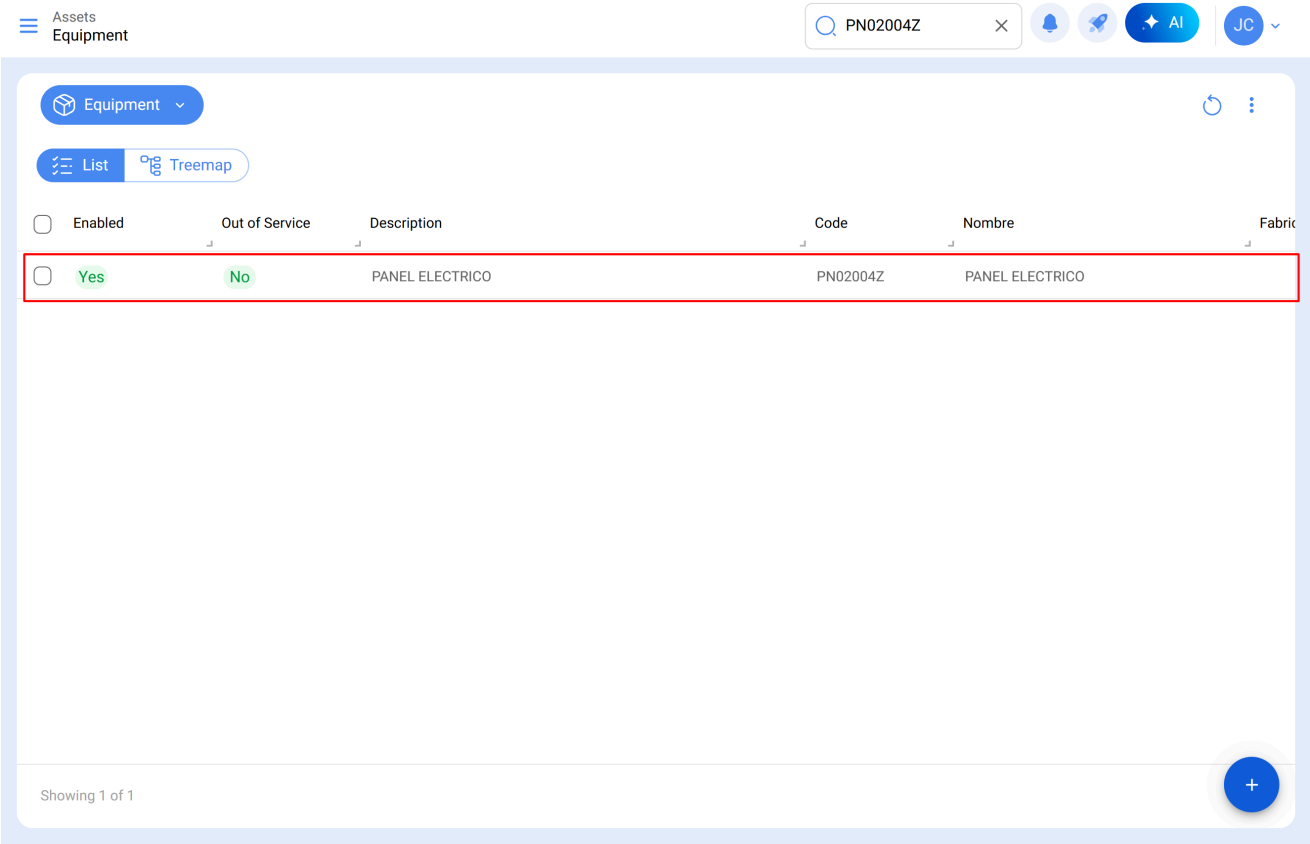 Assets
Equipment
PN02004Z
AI
JC
Equipment
List
Treemap
Enabled Out of Service Description Code Nombre Fabric
Yes No PANEL ELECTRICO PN02004Z PANEL ELECTRICO
Showing 1 of 1